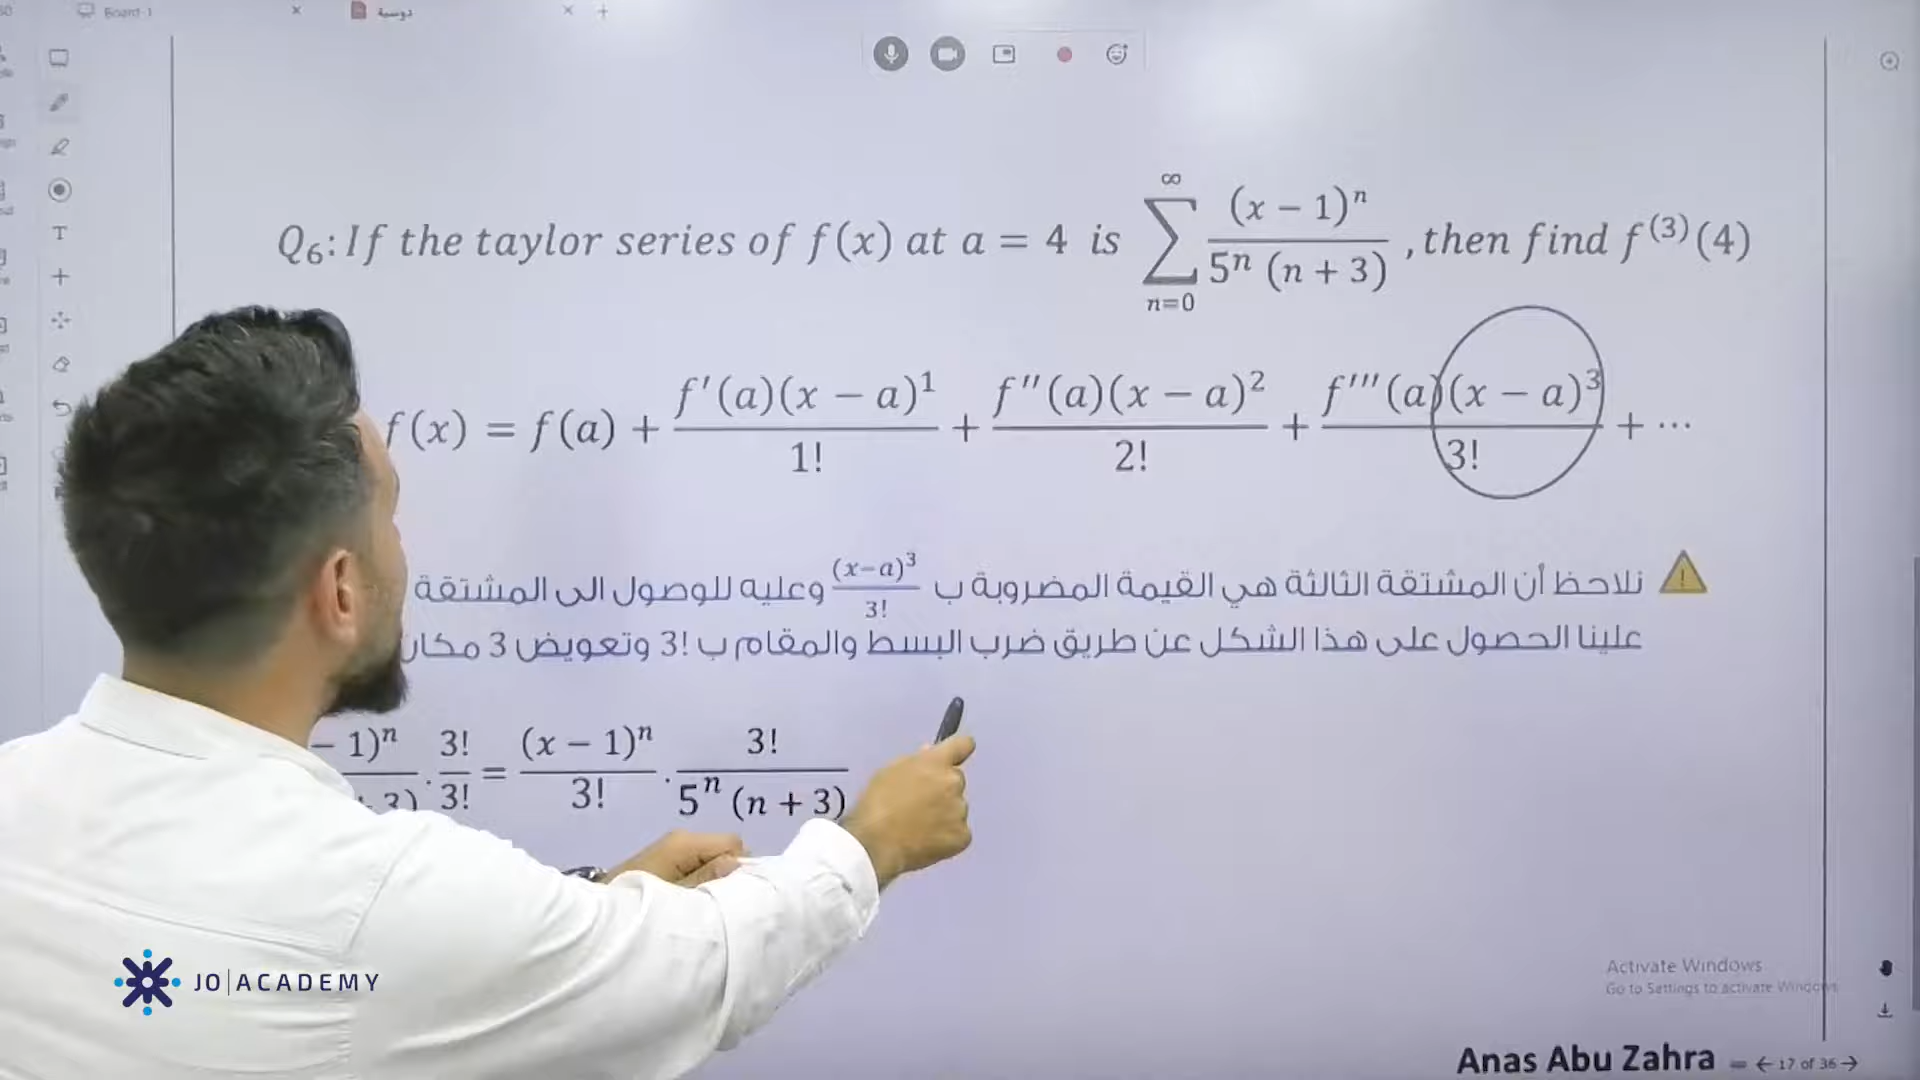 Board-1
دوسية
Q₆: If the taylor series of f(x) at a = 4 is ∑_{n=0}^{∞} (x − 1)ⁿ / 5ⁿ (n + 3) , then find f⁽³⁾(4)
f(x) = f(a) + f′(a)(x − a)¹ / 1! + f″(a)(x − a)² / 2! + f‴(a)(x − a)³ / 3! + ⋯
نلاحظ أن المشتقة الثالثة هي القيمة المضروبة ب (x−a)³ / 3! وعليه للوصول الى المشتقة
علينا الحصول على هذا الشكل عن طريق ضرب البسط والمقام ب !3 وتعويض 3 مكان
− 1)ⁿ / + 3) · 3! / 3! = (x − 1)ⁿ / 3! · 3! / 5ⁿ (n + 3)
JO ACADEMY
Activate Windows
Go to Settings to activate Windows
Anas Abu Zahra
17 of 36